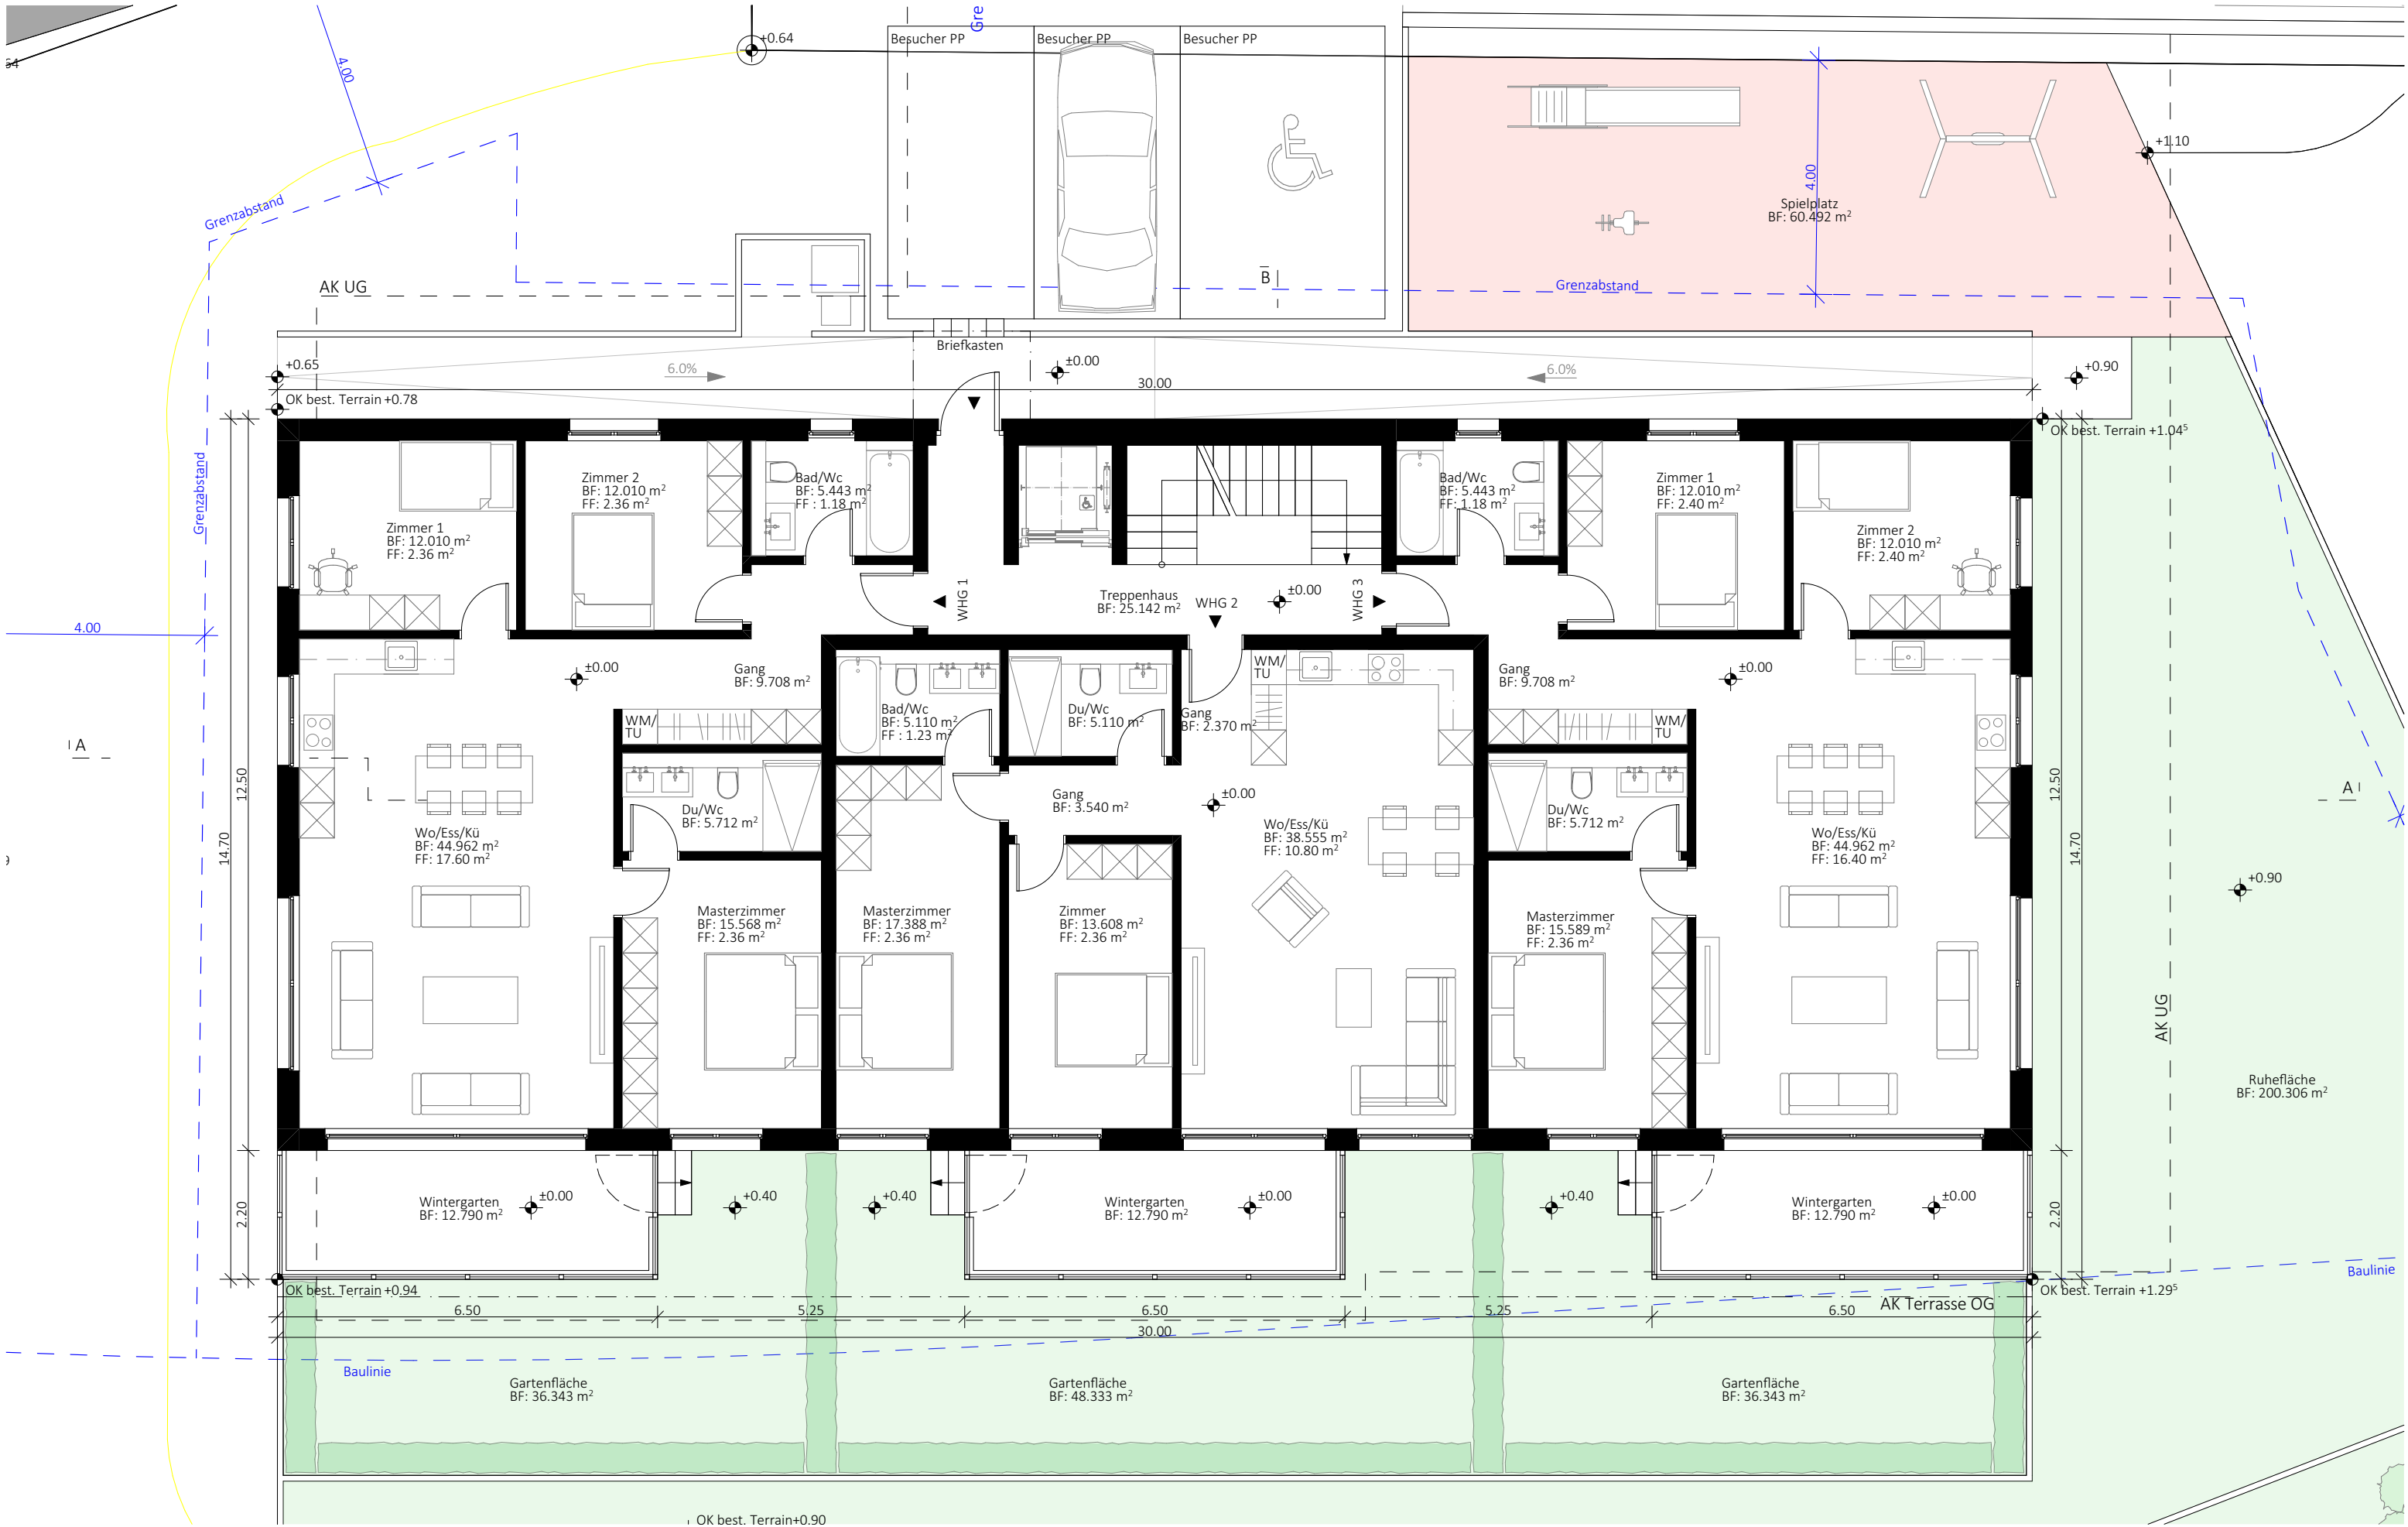 +0.64
Besucher PP
Besucher PP
Besucher PP
Gre
4.00
64
+1.10
4.00
Spielplatz
BF: 60.492 m²
Grenzabstand
Grenzabstand
Grenzabstand
AK UG
B
Briefkasten
+0.65
6.0%
±0.00
30.00
6.0%
+0.90
OK best. Terrain +0.78
OK best. Terrain +1.04⁵
Zimmer 1
BF: 12.010 m²
FF: 2.36 m²
Zimmer 2
BF: 12.010 m²
FF: 2.36 m²
Bad/Wc
BF: 5.443 m²
FF : 1.18 m²
Bad/Wc
BF: 5.443 m²
FF: 1.18 m²
Zimmer 1
BF: 12.010 m²
FF: 2.40 m²
Zimmer 2
BF: 12.010 m²
FF: 2.40 m²
WHG 1
Treppenhaus
BF: 25.142 m²
WHG 2
±0.00
WHG 3
4.00
±0.00
Gang
BF: 9.708 m²
WM/
TU
Bad/Wc
BF: 5.110 m²
FF : 1.23 m²
Du/Wc
BF: 5.110 m²
Gang
BF: 2.370 m²
WM/
TU
Gang
BF: 9.708 m²
±0.00
WM/
TU
A
A
12.50
14.70
12.50
14.70
Wo/Ess/Kü
BF: 44.962 m²
FF: 17.60 m²
Du/Wc
BF: 5.712 m²
Gang
BF: 3.540 m²
±0.00
Wo/Ess/Kü
BF: 38.555 m²
FF: 10.80 m²
Du/Wc
BF: 5.712 m²
Wo/Ess/Kü
BF: 44.962 m²
FF: 16.40 m²
+0.90
9
Masterzimmer
BF: 15.568 m²
FF: 2.36 m²
Masterzimmer
BF: 17.388 m²
FF: 2.36 m²
Zimmer
BF: 13.608 m²
FF: 2.36 m²
Masterzimmer
BF: 15.589 m²
FF: 2.36 m²
AK UG
Ruhefläche
BF: 200.306 m²
2.20
Wintergarten
BF: 12.790 m²
±0.00
+0.40
+0.40
Wintergarten
BF: 12.790 m²
±0.00
+0.40
Wintergarten
BF: 12.790 m²
±0.00
2.20
Baulinie
OK best. Terrain +0.94
OK best. Terrain +1.29⁵
6.50
5.25
6.50
5.25
6.50
AK Terrasse OG
30.00
Baulinie
Gartenfläche
BF: 36.343 m²
Gartenfläche
BF: 48.333 m²
Gartenfläche
BF: 36.343 m²
OK best. Terrain+0.90